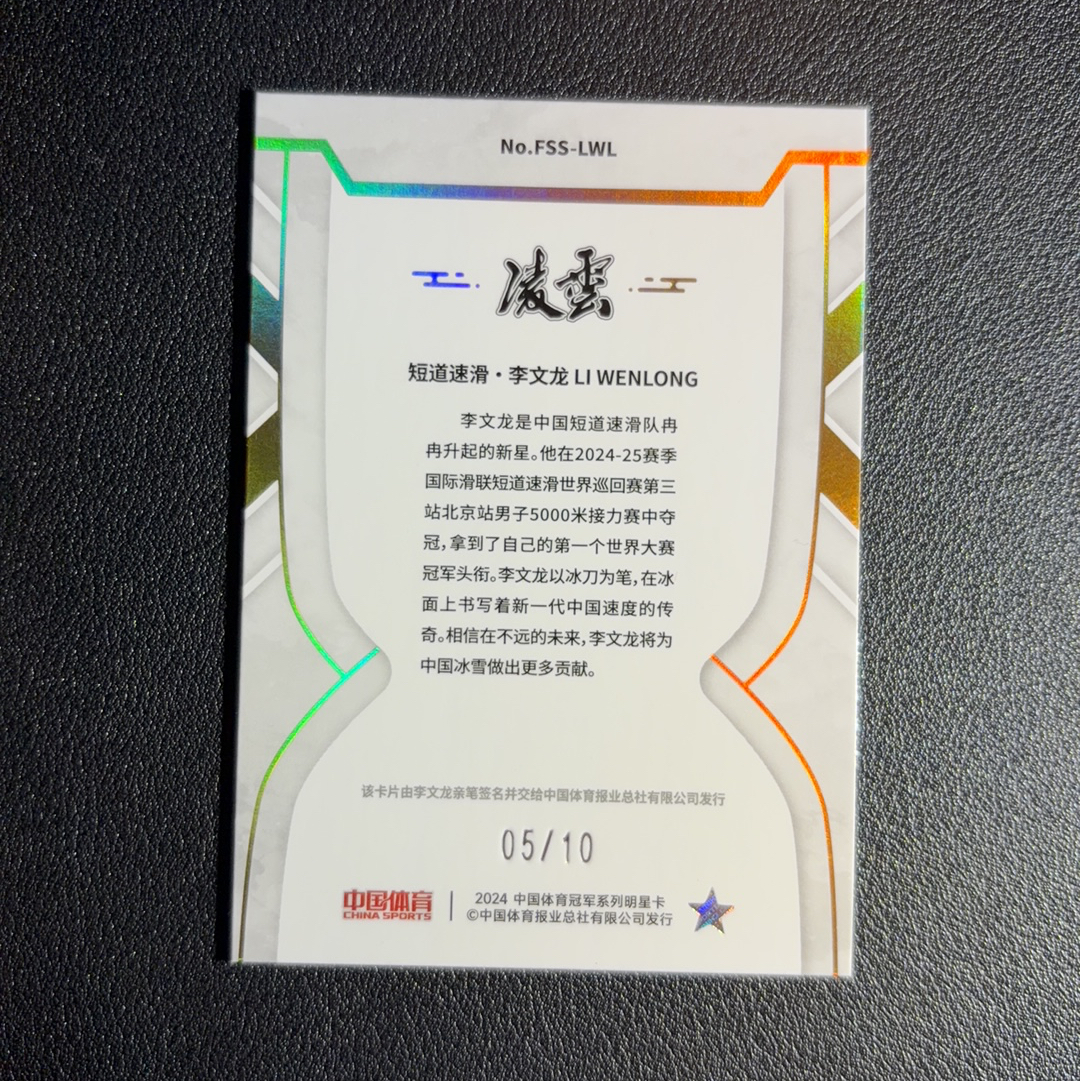 No.FSS-LWL
凌雲
短道速滑·李文龙 LI WENLONG
李文龙是中国短道速滑队冉
冉升起的新星。他在2024-25赛季
国际滑联短道速滑世界巡回赛第三
站北京站男子5000米接力赛中夺
冠,拿到了自己的第一个世界大赛
冠军头衔。李文龙以冰刀为笔,在冰
面上书写着新一代中国速度的传
奇。相信在不远的未来,李文龙将为
中国冰雪做出更多贡献。
该卡片由李文龙亲笔签名并交给中国体育报业总社有限公司发行
05/10
中国体育
CHINA SPORTS
2024 中国体育冠军系列明星卡
©中国体育报业总社有限公司发行